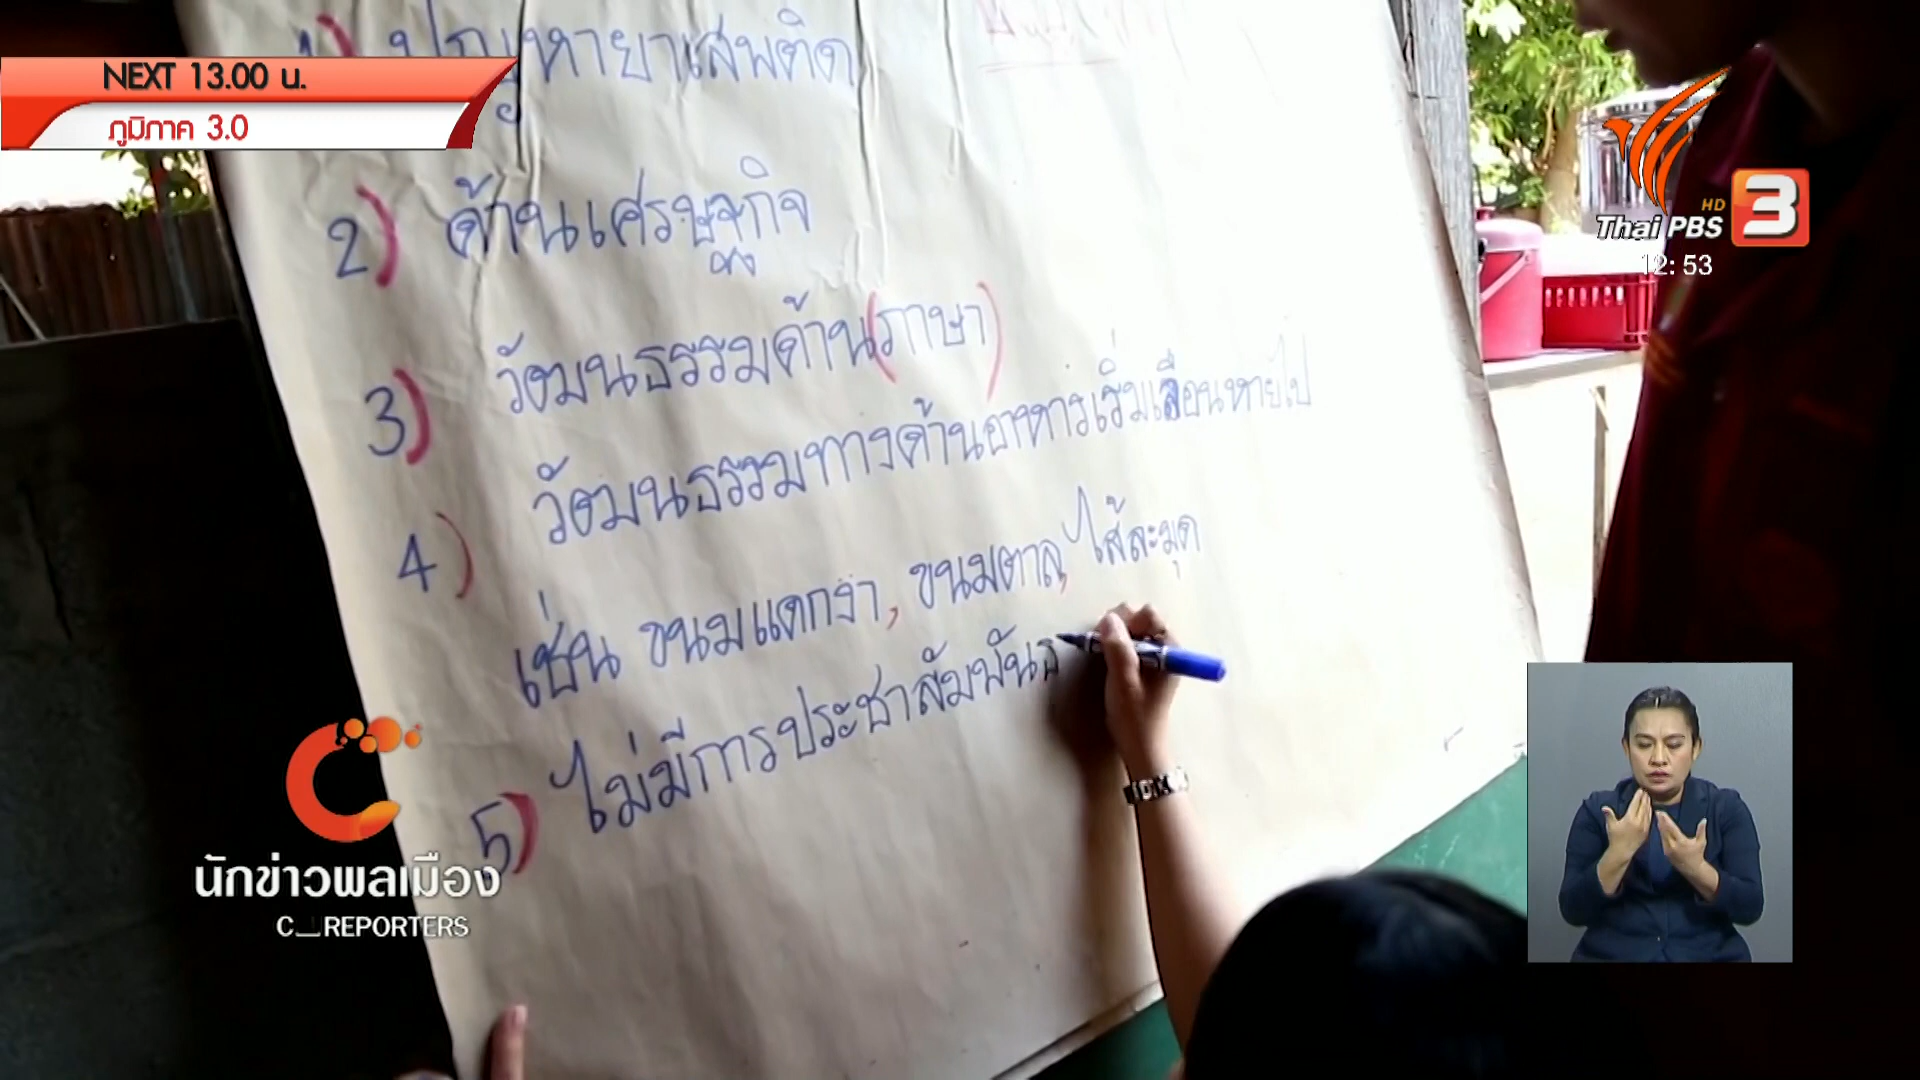 NEXT 13.00 น.
ภูมิภาค 3.0
HD
Thai PBS 3
12:53
1) ปัญหายาเสพติด
2) ด้านเศรษฐกิจ
3) วัฒนธรรมด้าน(ภาษา)
4) วัฒนธรรมทางด้านอาหารเริ่มเลือนหายไป
เช่น ขนมแดกงา, ขนมตาล, ไส้ละมุด
5) ไม่มีการประชาสัมพันธ
นักข่าวพลเมือง
C_REPORTERS